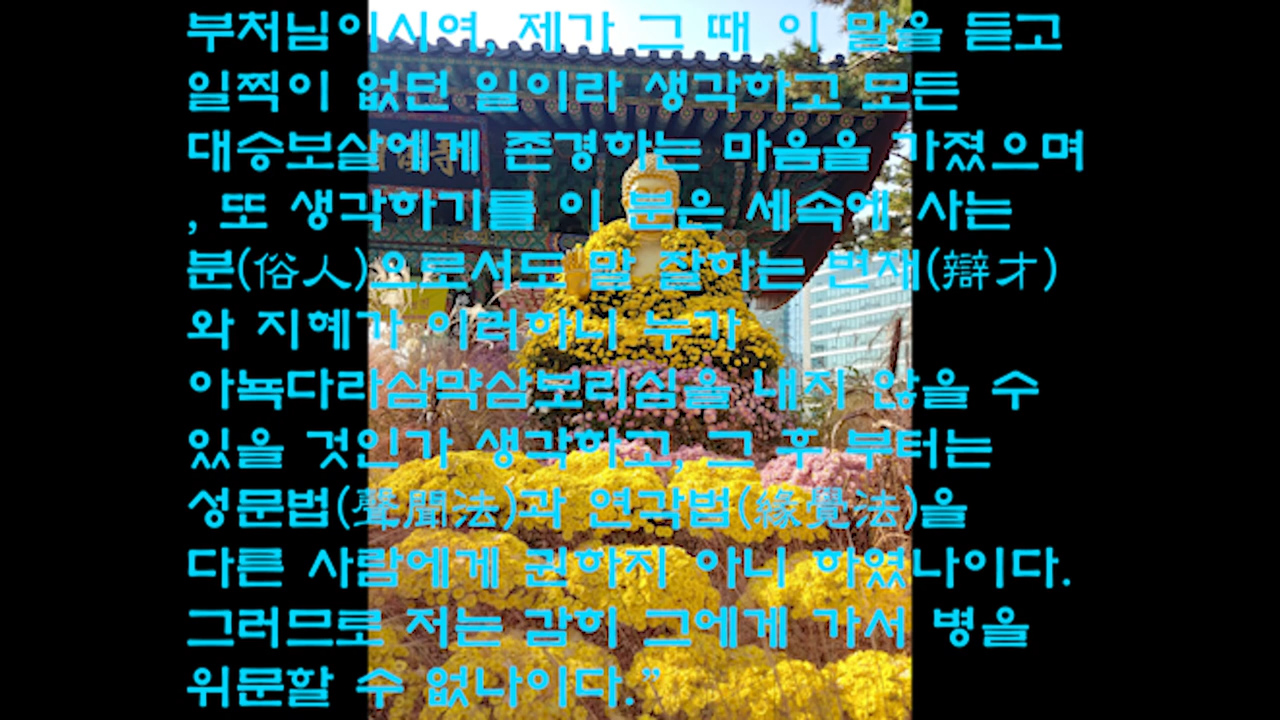 부처님이시여, 제가 그 때 이 말을 듣고
일찍이 없던 일이라 생각하고 모든
대승보살에게 존경하는 마음을 가졌으며
, 또 생각하기를 이 분은 세속에 사는
분(俗人)으로서도 말 잘하는 변재(辯才)
와 지혜가 이러하니 누가
아뇩다라삼먁삼보리심을 내지 않을 수
있을 것인가 생각하고, 그 후 부터는
성문법(聲聞法)과 연각법(緣覺法)을
다른 사람에게 권하지 아니 하였나이다.
그러므로 저는 감히 그에게 가서 병을
위문할 수 없나이다.”